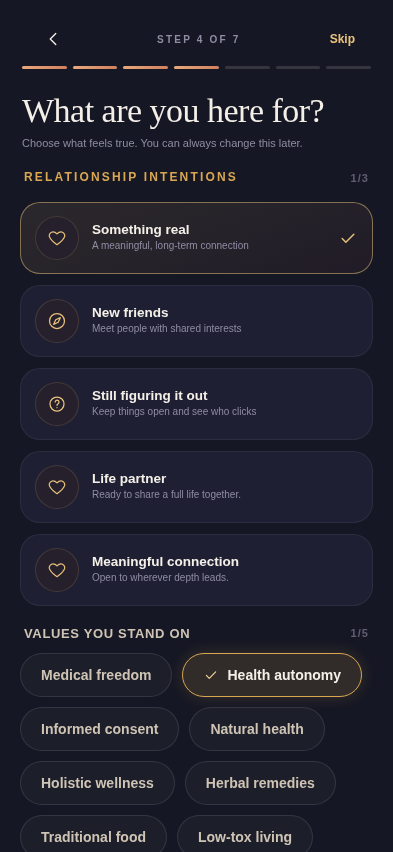 STEP 4 OF 7
Skip
What are you here for?
Choose what feels true. You can always change this later.
RELATIONSHIP INTENTIONS
1/3
Something real
A meaningful, long-term connection
New friends
Meet people with shared interests
Still figuring it out
Keep things open and see who clicks
Life partner
Ready to share a full life together.
Meaningful connection
Open to wherever depth leads.
VALUES YOU STAND ON
1/5
Medical freedom
Health autonomy
Informed consent
Natural health
Holistic wellness
Herbal remedies
Traditional food
Low-tox living